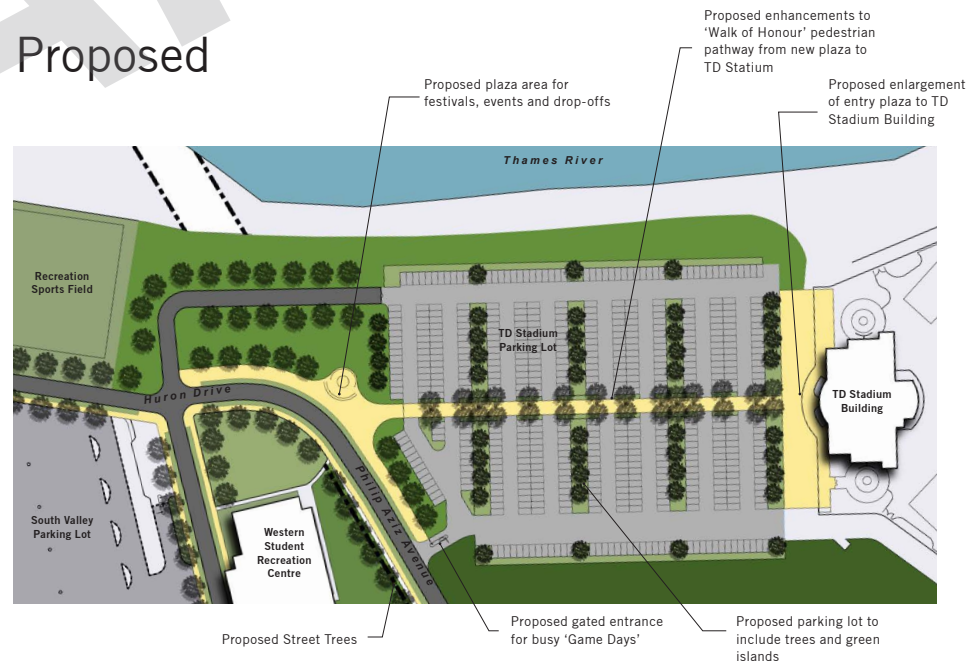 Proposed
Proposed enhancements to
‘Walk of Honour’ pedestrian
pathway from new plaza to
TD Statium
Proposed plaza area for
festivals, events and drop-offs
Proposed enlargement
of entry plaza to TD
Stadium Building
Thames River
Recreation
Sports Field
TD Stadium
Parking Lot
Huron Drive
TD Stadium
Building
Philip Aziz Avenue
South Valley
Parking Lot
Western
Student
Recreation
Centre
Proposed Street Trees
Proposed gated entrance
for busy ‘Game Days’
Proposed parking lot to
include trees and green
islands